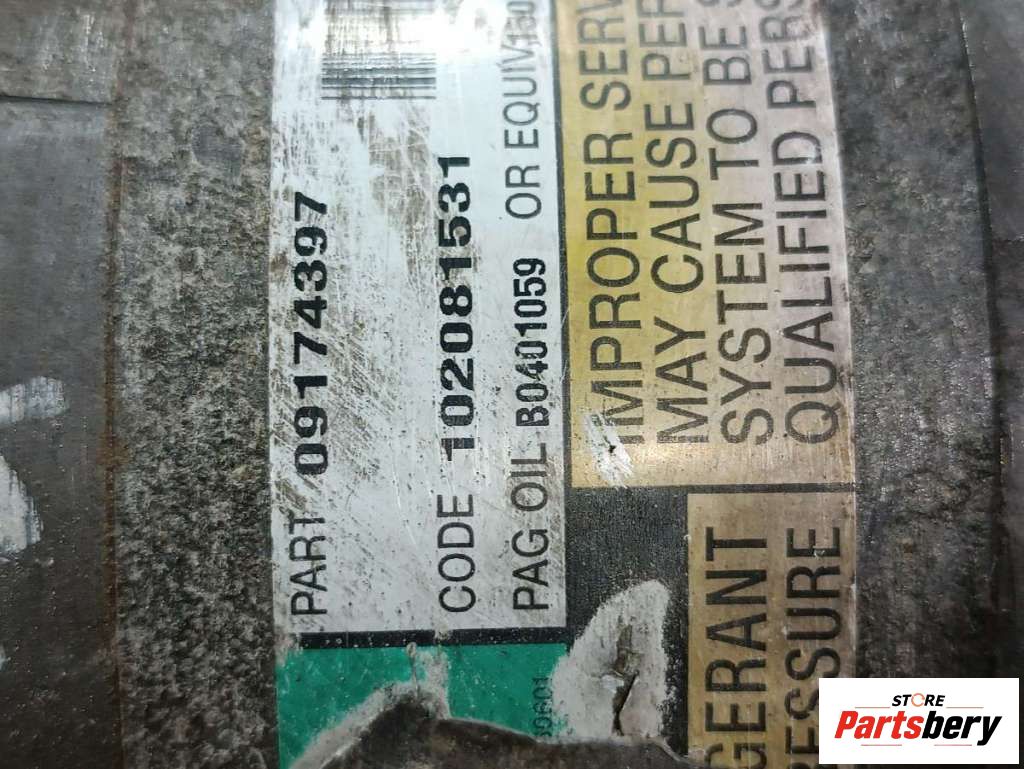 PART 09174397
CODE 102081531
PAG OIL B0401059 OR EQUIV
IMPROPER SERV
MAY CAUSE PER
SYSTEM TO BE S
QUALIFIED PERS
GERANT
ESSURE
STORE
Partsbery